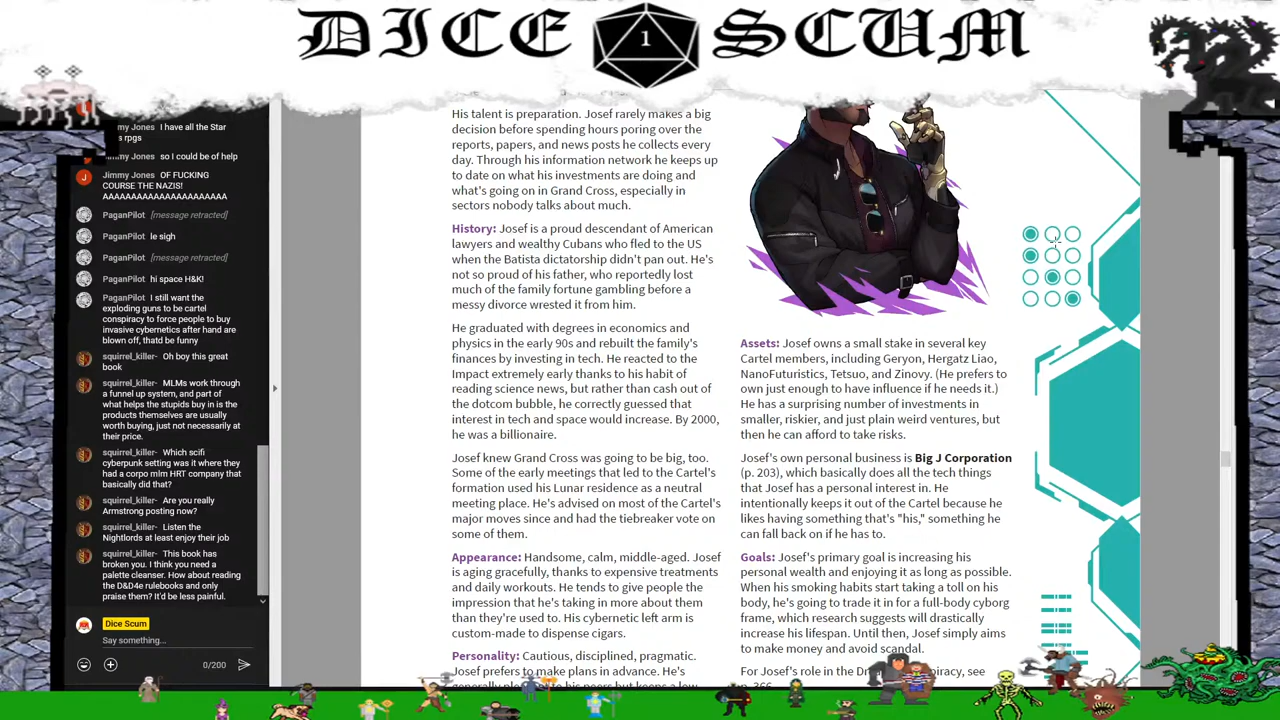 DICE 1 SCUM
Jimmy Jones I have all the Star
rpgs
Jimmy Jones so I could be of help
Jimmy Jones OF FUCKING
COURSE THE NAZIS!
AAAAAAAAAAAAAAAAAAAAAA
PaganPilot [message retracted]
PaganPilot le sigh
PaganPilot [message retracted]
PaganPilot hi space H&K!
PaganPilot I still want the
exploding guns to be cartel
conspiracy to force people to buy
invasive cybernetics after hand are
blown off, thatd be funny
squirrel_killer- Oh boy this great
book
squirrel_killer- MLMs work through
a funnel up system, and part of
what helps the stupids buy in is the
products themselves are usually
worth buying, just not necessarily at
their price.
squirrel_killer- Which scifi
cyberpunk setting was it where they
had a corpo mlm HRT company that
basically did that?
squirrel_killer- Are you really
Armstrong posting now?
squirrel_killer- Listen the
Nightlords at least enjoy their job
squirrel_killer- This book has
broken you. I think you need a
palette cleanser. How about reading
the D&D4e rulebooks and only
praise them? It'd be less painful.
Dice Scum
Say something...
0/200
His talent is preparation. Josef rarely makes a big
decision before spending hours poring over the
reports, papers, and news posts he collects every
day. Through his information network he keeps up
to date on what his investments are doing and
what's going on in Grand Cross, especially in
sectors nobody talks about much.
History: Josef is a proud descendant of American
lawyers and wealthy Cubans who fled to the US
when the Batista dictatorship didn't pan out. He's
not so proud of his father, who reportedly lost
much of the family fortune gambling before a
messy divorce wrested it from him.
He graduated with degrees in economics and
physics in the early 90s and rebuilt the family's
finances by investing in tech. He reacted to the
Impact extremely early thanks to his habit of
reading science news, but rather than cash out of
the dotcom bubble, he correctly guessed that
interest in tech and space would increase. By 2000,
he was a billionaire.
Josef knew Grand Cross was going to be big, too.
Some of the early meetings that led to the Cartel's
formation used his Lunar residence as a neutral
meeting place. He's advised on most of the Cartel's
major moves since and had the tiebreaker vote on
some of them.
Appearance: Handsome, calm, middle-aged. Josef
is aging gracefully, thanks to expensive treatments
and daily workouts. He tends to give people the
impression that he's taking in more about them
than they're used to. His cybernetic left arm is
custom-made to dispense cigars.
Personality: Cautious, disciplined, pragmatic.
Josef prefers to make plans in advance. He's
Assets: Josef owns a small stake in several key
Cartel members, including Geryon, Hergatz Liao,
NanoFuturistics, Tetsuo, and Zinovy. (He prefers to
own just enough to have influence if he needs it.)
He has a surprising number of investments in
smaller, riskier, and just plain weird ventures, but
then he can afford to take risks.
Josef's own personal business is Big J Corporation
(p. 203), which basically does all the tech things
that Josef has a personal interest in. He
intentionally keeps it out of the Cartel because he
likes having something that's "his," something he
can fall back on if he has to.
Goals: Josef's primary goal is increasing his
personal wealth and enjoying it as long as possible.
When his smoking habits start taking a toll on his
body, he's going to trade it in for a full-body cyborg
frame, which research suggests will drastically
increase his lifespan. Until then, Josef simply aims
to make money and avoid scandal.
For Josef's role in the
see